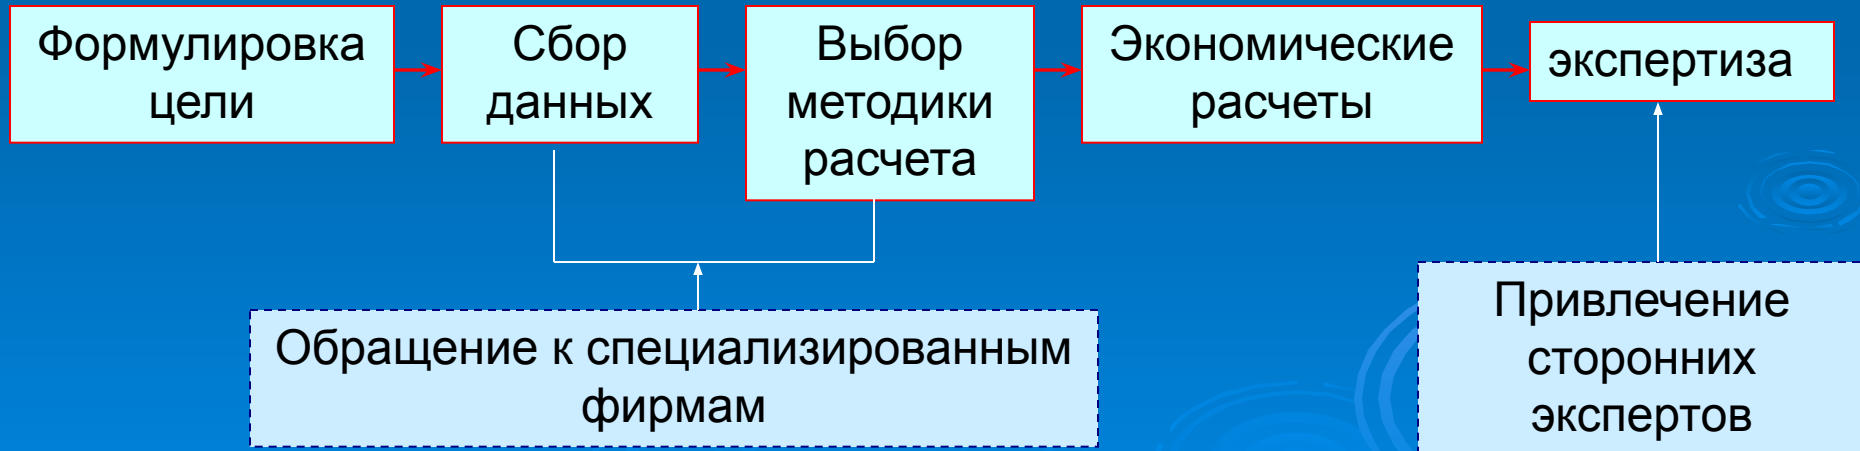 Формулировка
цели
Сбор
данных
Выбор
методики
расчета
Экономические
расчеты
экспертиза
Обращение к специализированным
фирмам
Привлечение
сторонних
экспертов